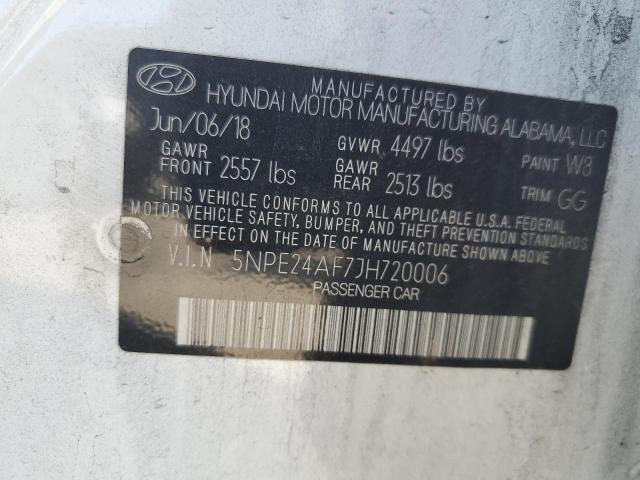 MANUFACTURED BY
HYUNDAI MOTOR MANUFACTURING ALABAMA, LLC
Jun/06/18 GVWR 4497 lbs PAINT W8
GAWR FRONT 2557 lbs GAWR REAR 2513 lbs TRIM GG
THIS VEHICLE CONFORMS TO ALL APPLICABLE U.S.A. FEDERAL
MOTOR VEHICLE SAFETY, BUMPER, AND THEFT PREVENTION STANDARDS
IN EFFECT ON THE DATE OF MANUFACTURE SHOWN ABOVE.
V.I.N 5NPE24AF7JH720006
PASSENGER CAR